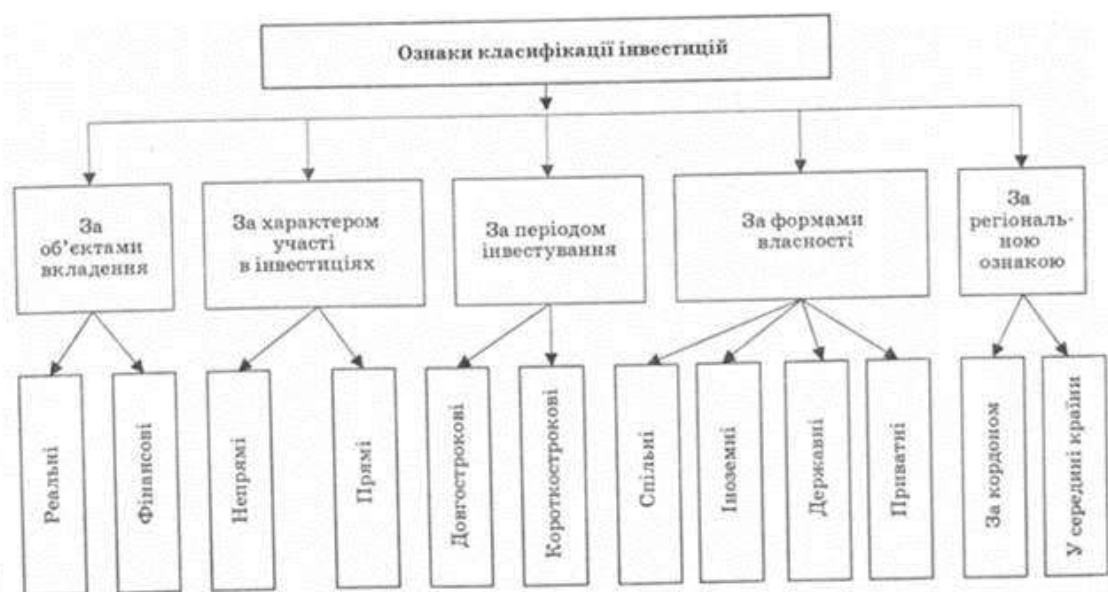 Ознаки класифікації інвестицій
За
об’єктами
вкладення
За характером
участі
в інвестиціях
За періодом
інвестування
За формами
власності
За
регіональ-
ною
ознакою
Реальні
Фінансові
Непрямі
Прямі
Довгострокові
Короткострокові
Спільні
Іноземні
Державні
Приватні
За кордоном
У середині країни